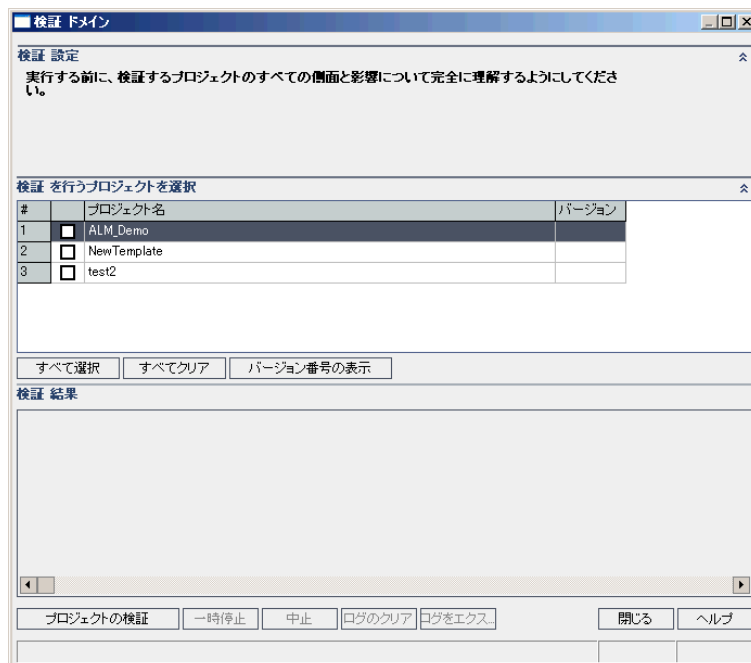 検証 ドメイン
検証 設定
実行する前に、検証するプロジェクトのすべての側面と影響について完全に理解するようにしてくださ
い。
検証 を行うプロジェクトを選択
# プロジェクト名 バージョン
1 ALM_Demo
2 NewTemplate
3 test2
すべて選択 すべてクリア バージョン番号の表示
検証 結果
プロジェクトの検証 一時停止 中止 ログのクリア ログをエクス... 閉じる ヘルプ